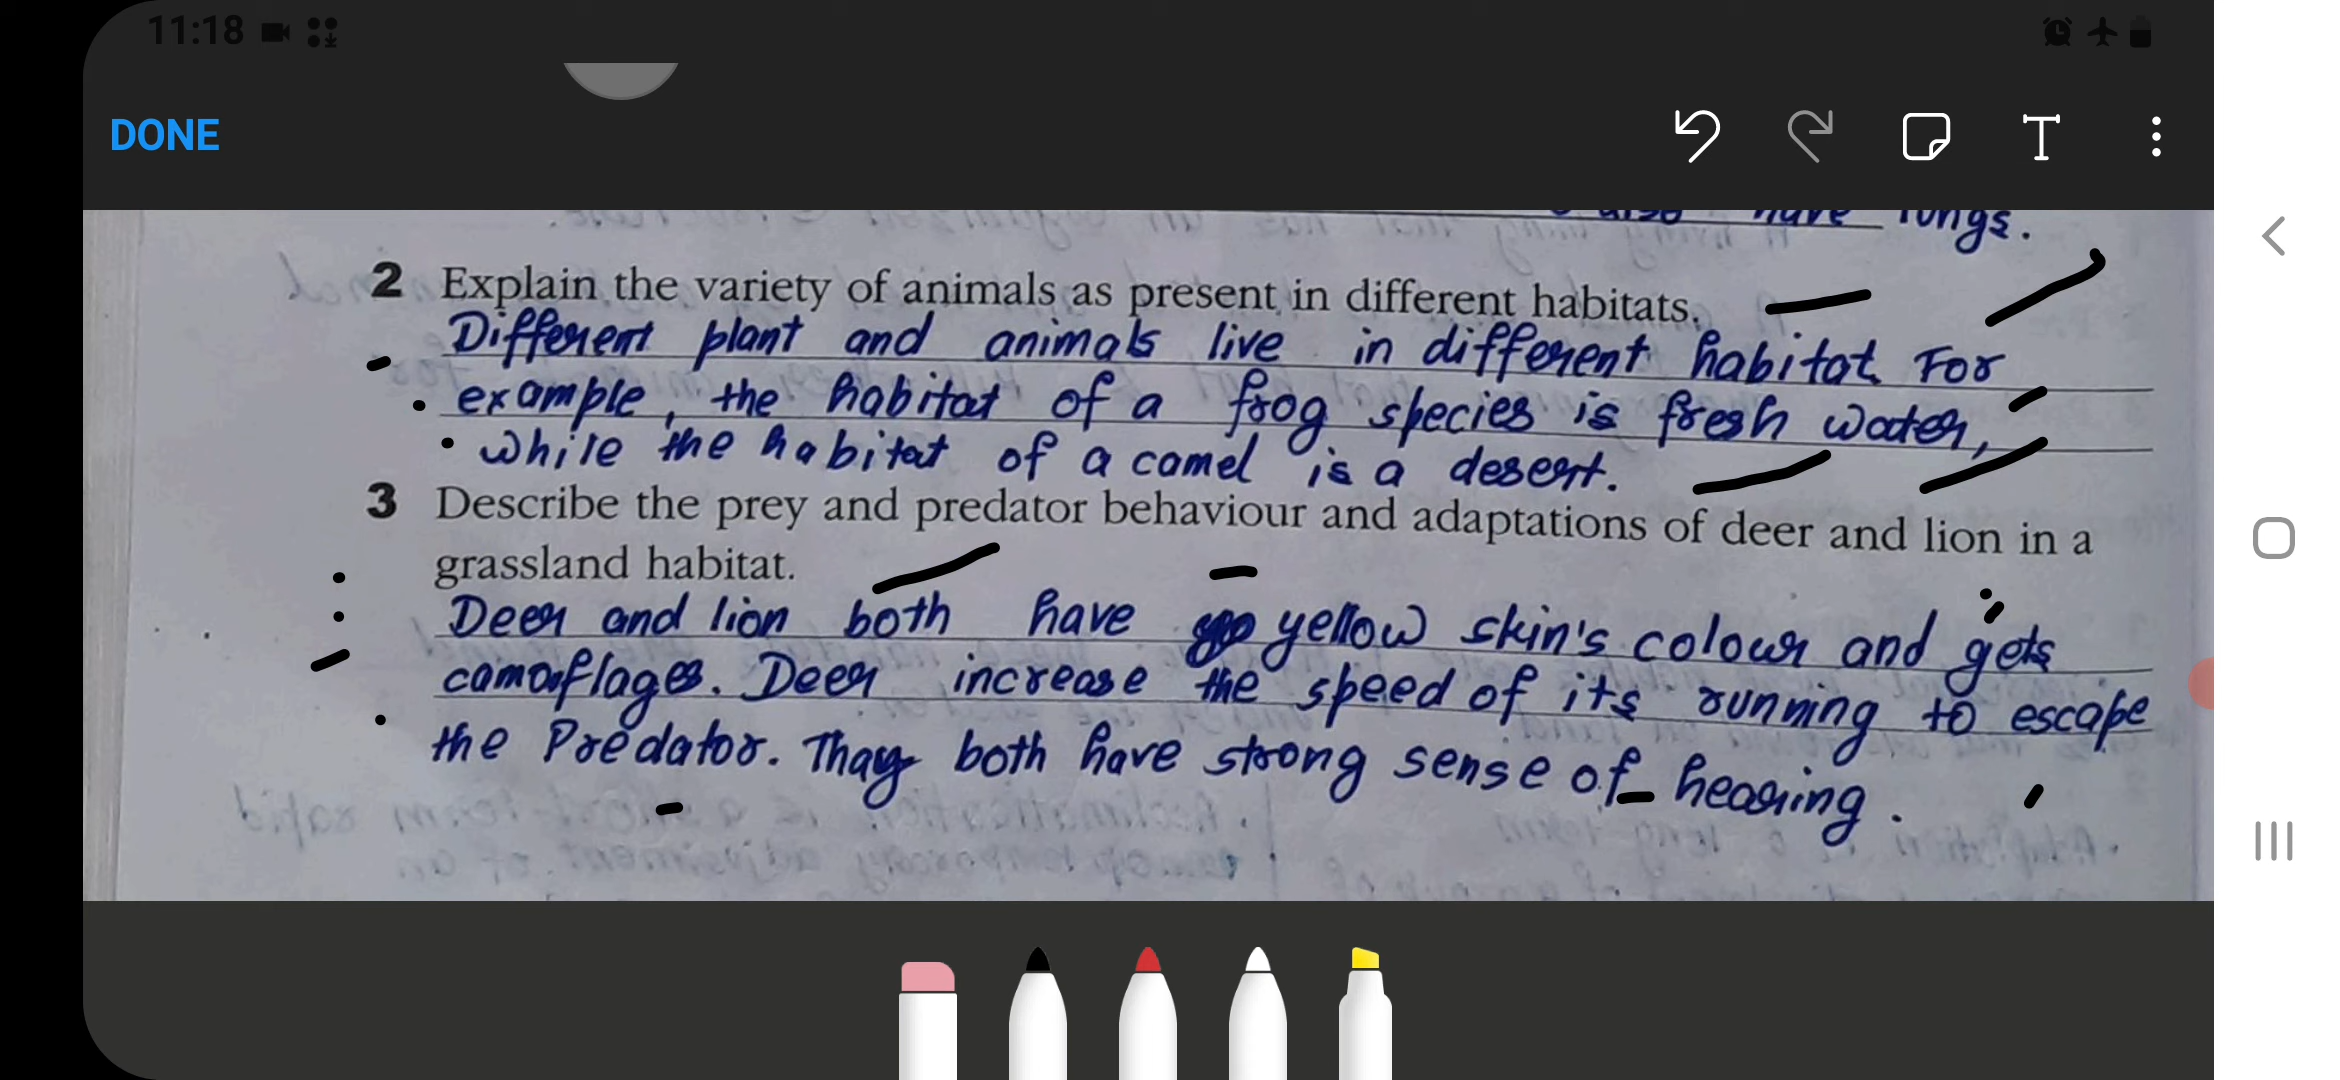 11:18
DONE
T
also have lungs.
2 Explain the variety of animals as present in different habitats.
Different plant and animals live in different habitat. For
example, the habitat of a frog species is fresh water,
while the habitat of a camel is a desert.
3 Describe the prey and predator behaviour and adaptations of deer and lion in a
grassland habitat.
Deer and lion both have yellow skin's colour and gets
camouflages. Deer increase the speed of its running to escape
the Predator. Thay both have strong sense of hearing.